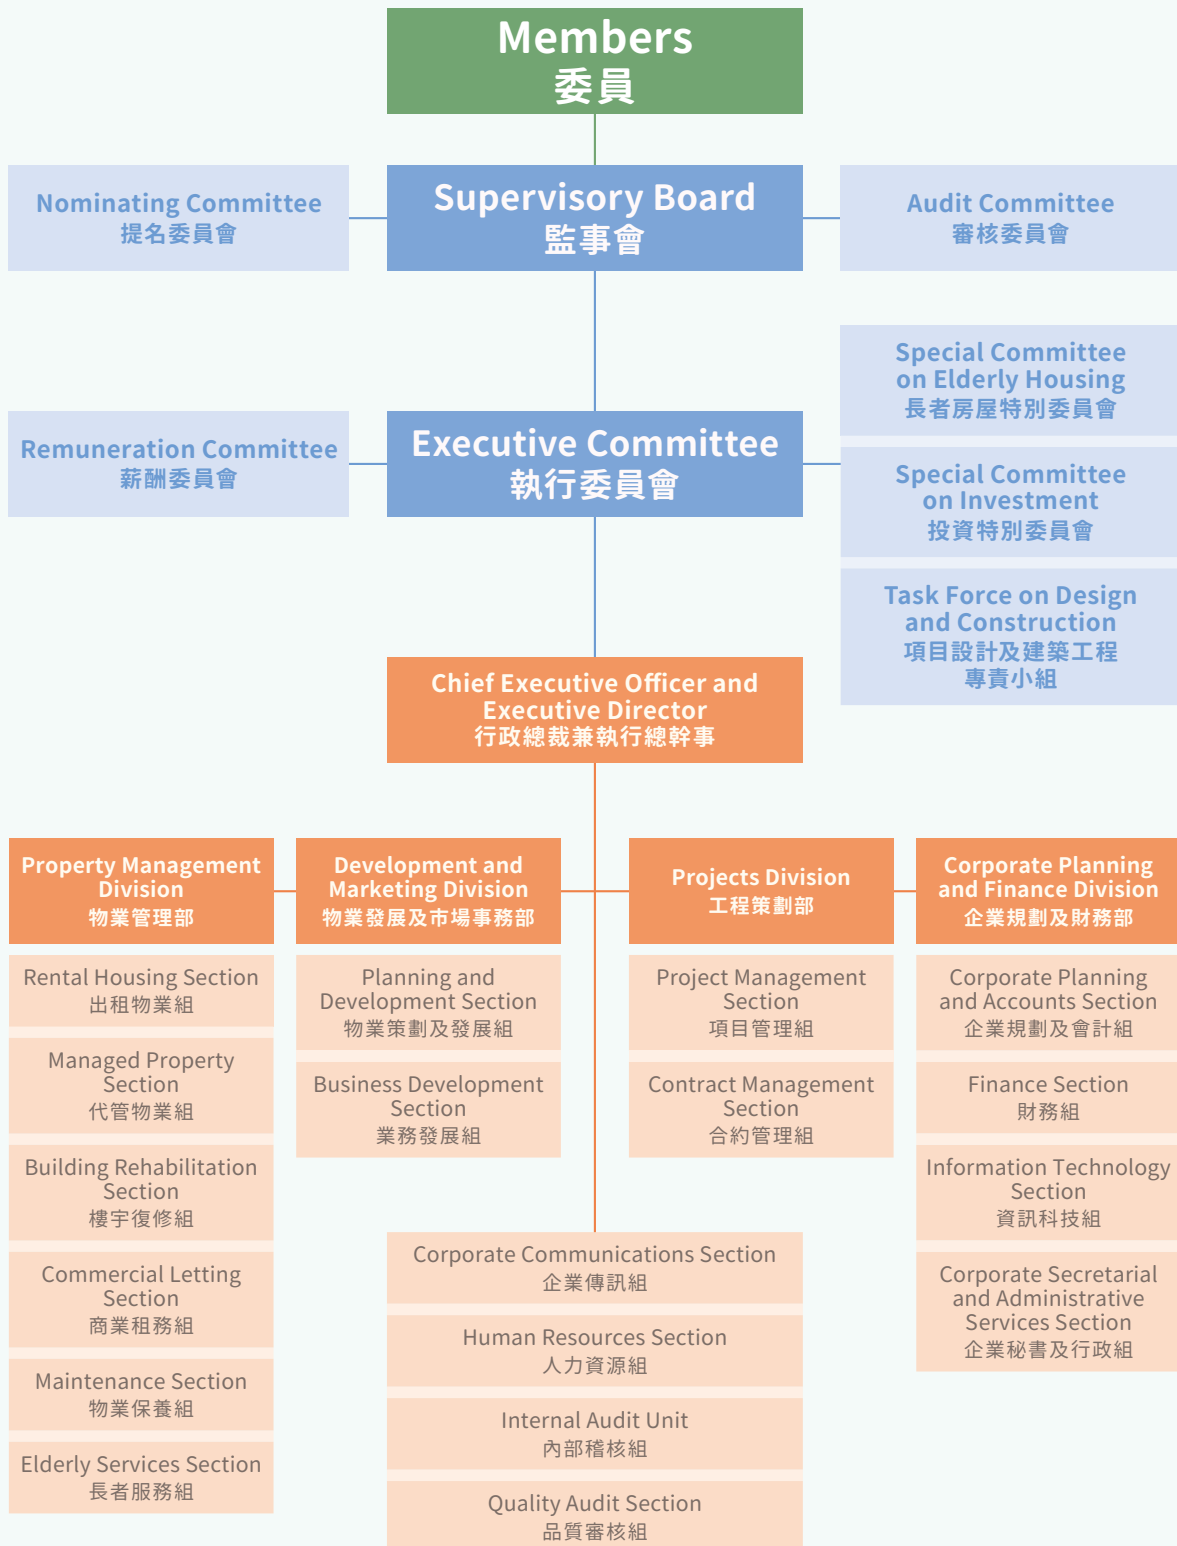 Members
委員
Nominating Committee
提名委員會
Supervisory Board
監事會
Audit Committee
審核委員會
Special Committee
on Elderly Housing
長者房屋特別委員會
Remuneration Committee
薪酬委員會
Executive Committee
執行委員會
Special Committee
on Investment
投資特別委員會
Task Force on Design
and Construction
項目設計及建築工程
專責小組
Chief Executive Officer and
Executive Director
行政總裁兼執行總幹事
Property Management
Division
物業管理部
Rental Housing Section
出租物業組
Managed Property
Section
代管物業組
Building Rehabilitation
Section
樓宇復修組
Commercial Letting
Section
商業租務組
Maintenance Section
物業保養組
Elderly Services Section
長者服務組
Development and
Marketing Division
物業發展及市場事務部
Planning and
Development Section
物業策劃及發展組
Business Development
Section
業務發展組
Projects Division
工程策劃部
Project Management
Section
項目管理組
Contract Management
Section
合約管理組
Corporate Planning
and Finance Division
企業規劃及財務部
Corporate Planning
and Accounts Section
企業規劃及會計組
Finance Section
財務組
Information Technology
Section
資訊科技組
Corporate Secretarial
and Administrative
Services Section
企業秘書及行政組
Corporate Communications Section
企業傳訊組
Human Resources Section
人力資源組
Internal Audit Unit
內部稽核組
Quality Audit Section
品質審核組